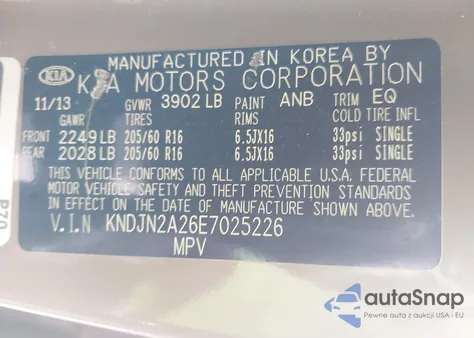 MANUFACTURED IN KOREA BY
KIA KIA MOTORS CORPORATION
11/13 GVWR 3902 LB PAINT ANB TRIM EQ
GAWR TIRES RIMS COLD TIRE INFL
FRONT 2249 LB 205/60 R16 6.5JX16 33psi SINGLE
REAR 2028 LB 205/60 R16 6.5JX16 33psi SINGLE
THIS VEHICLE CONFORMS TO ALL APPLICABLE U.S.A. FEDERAL
MOTOR VEHICLE SAFETY AND THEFT PREVENTION STANDARDS
IN EFFECT ON THE DATE OF MANUFACTURE SHOWN ABOVE.
V.I.N KNDJN2A26E7025226
MPV
P70
autoSnap
Pewne auta z aukcji USA i EU